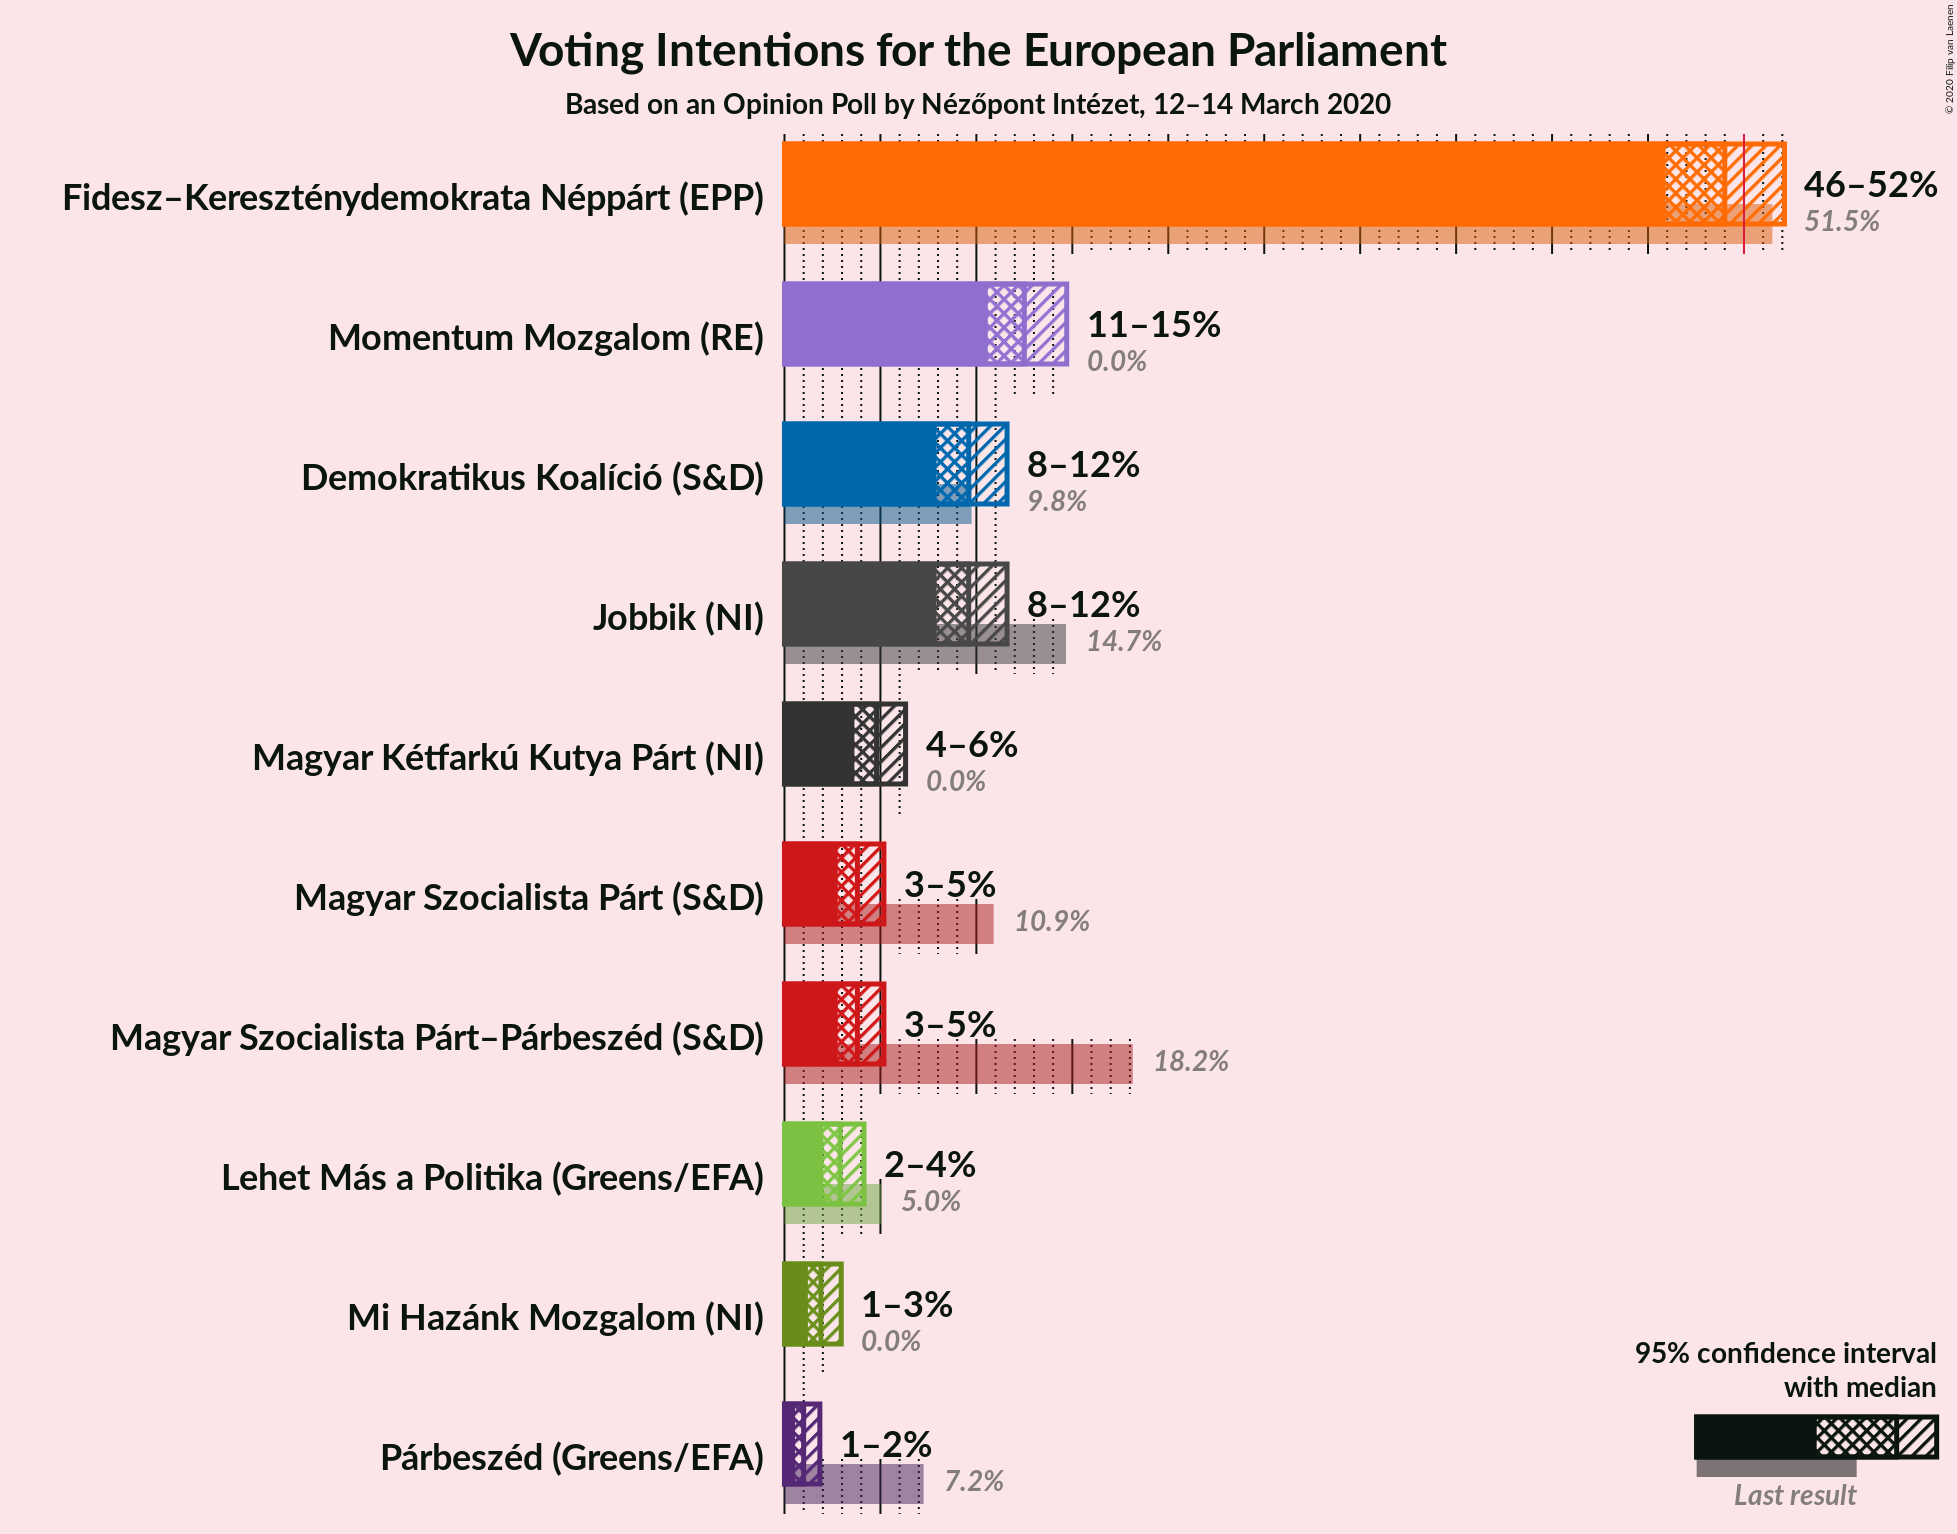 Voting Intentions for the European Parliament
Based on an Opinion Poll by Nézőpont Intézet, 12–14 March 2020
© 2020 Filip van Laenen
Fidesz–Kereszténydemokrata Néppárt (EPP)
46–52%
51.5%
Momentum Mozgalom (RE)
11–15%
0.0%
Demokratikus Koalíció (S&D)
8–12%
9.8%
Jobbik (NI)
8–12%
14.7%
Magyar Kétfarkú Kutya Párt (NI)
4–6%
0.0%
Magyar Szocialista Párt (S&D)
3–5%
10.9%
Magyar Szocialista Párt–Párbeszéd (S&D)
3–5%
18.2%
Lehet Más a Politika (Greens/EFA)
2–4%
5.0%
Mi Hazánk Mozgalom (NI)
1–3%
0.0%
Párbeszéd (Greens/EFA)
1–2%
7.2%
95% confidence interval
with median
Last result